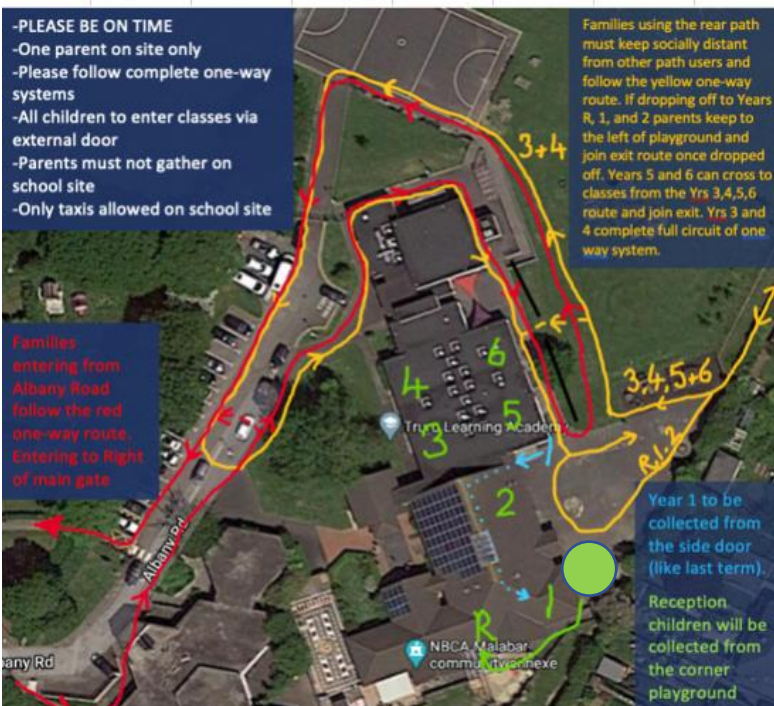 -PLEASE BE ON TIME
-One parent on site only
-Please follow complete one-way
systems
-All children to enter classes via
external door
-Parents must not gather on
school site
-Only taxis allowed on school site
Families using the rear path
must keep socially distant
from other path users and
follow the yellow one-way
route. If dropping off to Years
R, 1, and 2 parents keep to
the left of playground and
join exit route once dropped
off. Years 5 and 6 can cross to
classes from the Yrs 3,4,5,6
route and join exit. Yrs 3 and
4 complete full circuit of one
way system.
3+4
Families
entering from
Albany Road
follow the red
one-way route.
Entering to Right
of main gate
6
4
3,4,5+6
5
Truro Learning Academy
3
R,1,2
1
2
Year 1 to be
collected from
the side door
(like last term).
Albany Rd
1
Reception
children will be
collected from
the corner
playground
R
NBCA Malabar
any Rd